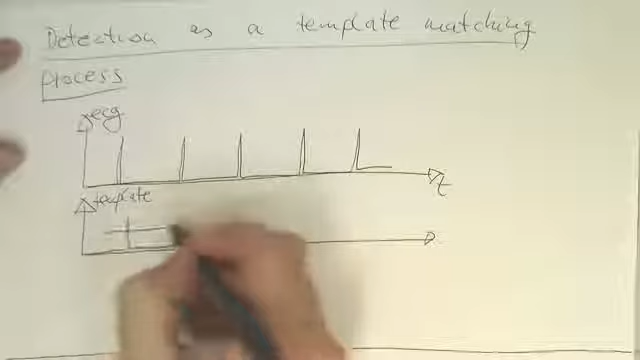 Detection as a template matching
process
ecg
t
template